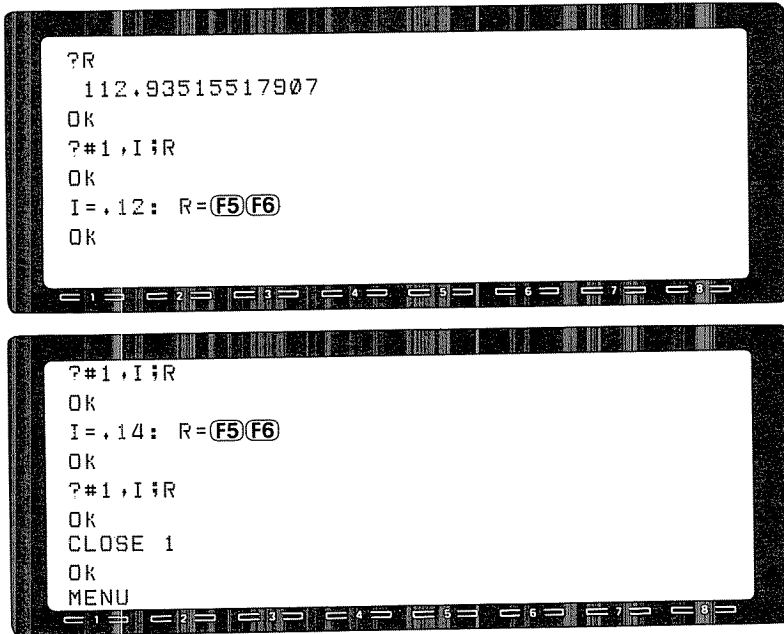 ?R
112.93515517907
OK
?#1,I;R
OK
I=.12: R=F5F6
OK
1 2 3 4 5 6 7 8
?#1,I;R
OK
I=.14: R=F5F6
OK
?#1,I;R
OK
CLOSE 1
OK
MENU
1 2 3 4 5 6 7 8